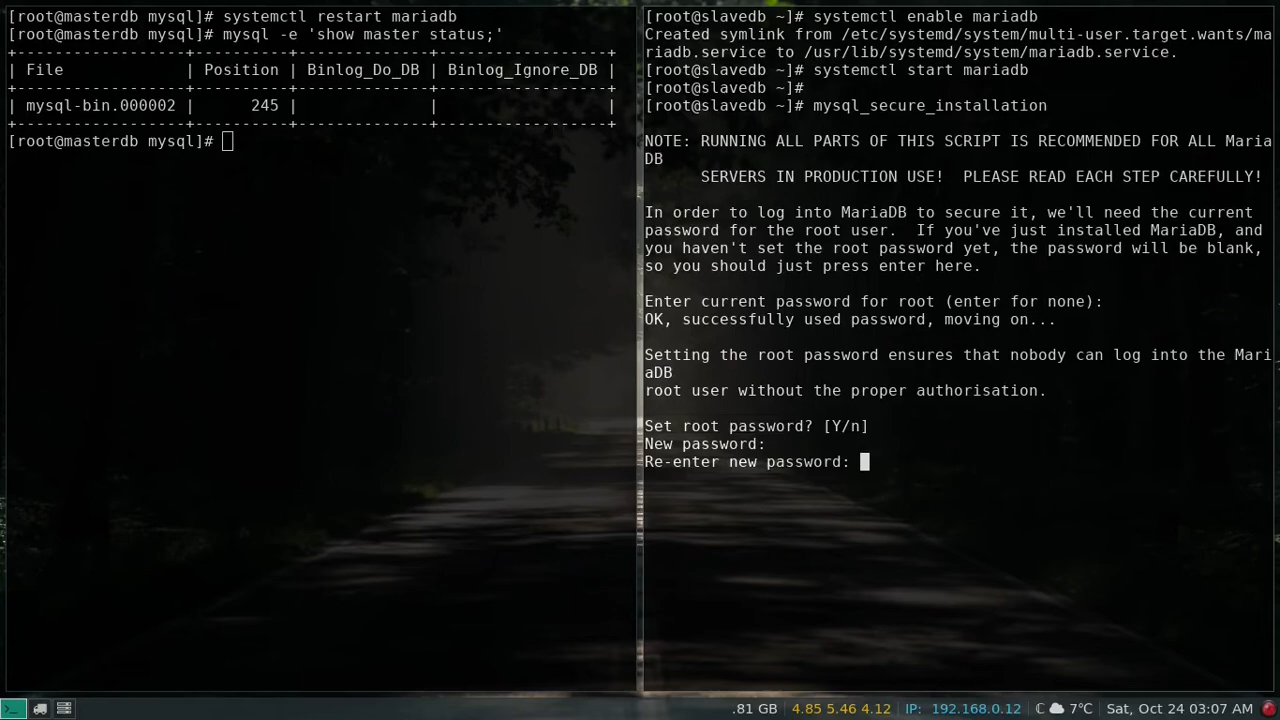 [root@masterdb mysql]# systemctl restart mariadb
[root@masterdb mysql]# mysql -e 'show master status;'
+------------------+----------+--------------+------------------+
| File             | Position | Binlog_Do_DB | Binlog_Ignore_DB |
+------------------+----------+--------------+------------------+
| mysql-bin.000002 |      245 |              |                  |
+------------------+----------+--------------+------------------+
[root@masterdb mysql]#
[root@slavedb ~]# systemctl enable mariadb
Created symlink from /etc/systemd/system/multi-user.target.wants/ma
riadb.service to /usr/lib/systemd/system/mariadb.service.
[root@slavedb ~]# systemctl start mariadb
[root@slavedb ~]#
[root@slavedb ~]# mysql_secure_installation
NOTE: RUNNING ALL PARTS OF THIS SCRIPT IS RECOMMENDED FOR ALL Maria
DB
      SERVERS IN PRODUCTION USE!  PLEASE READ EACH STEP CAREFULLY!
In order to log into MariaDB to secure it, we'll need the current
password for the root user.  If you've just installed MariaDB, and
you haven't set the root password yet, the password will be blank,
so you should just press enter here.
Enter current password for root (enter for none):
OK, successfully used password, moving on...
Setting the root password ensures that nobody can log into the Mari
aDB
root user without the proper authorisation.
Set root password? [Y/n]
New password:
Re-enter new password:
.81 GB 4.85 5.46 4.12 IP: 192.168.0.12 7℃ Sat, Oct 24 03:07 AM